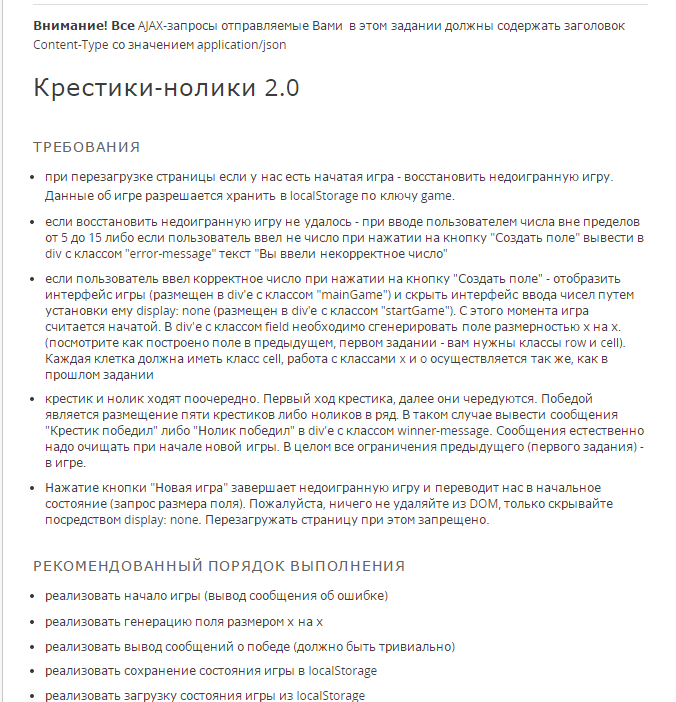 Внимание! Все AJAX-запросы отправляемые Вами в этом задании должны содержать заголовок
Content-Type со значением application/json
Крестики-нолики 2.0
ТРЕБОВАНИЯ
• при перезагрузке страницы если у нас есть начатая игра - восстановить недоигранную игру.
Данные об игре разрешается хранить в localStorage по ключу game.
• если восстановить недоигранную игру не удалось - при вводе пользователем числа вне пределов
от 5 до 15 либо если пользователь ввел не число при нажатии на кнопку "Создать поле" вывести в
div с классом "error-message" текст "Вы ввели некорректное число"
• если пользователь ввел корректное число при нажатии на кнопку "Создать поле" - отобразить
интерфейс игры (размещен в div'е с классом "mainGame") и скрыть интерфейс ввода чисел путем
установки ему display: none (размещен в div'е с классом "startGame"). С этого момента игра
считается начатой. В div'е с классом field необходимо сгенерировать поле размерностью x на x.
(посмотрите как построено поле в предыдущем, первом задании - вам нужны классы row и cell).
Каждая клетка должна иметь класс cell, работа с классами x и o осуществляется так же, как в
прошлом задании
• крестик и нолик ходят поочередно. Первый ход крестика, далее они чередуются. Победой
является размещение пяти крестиков либо ноликов в ряд. В таком случае вывести сообщения
"Крестик победил" либо "Нолик победил" в div'е с классом winner-message. Сообщения естественно
надо очищать при начале новой игры. В целом все ограничения предыдущего (первого задания) -
в игре.
• Нажатие кнопки "Новая игра" завершает недоигранную игру и переводит нас в начальное
состояние (запрос размера поля). Пожалуйста, ничего не удаляйте из DOM, только скрывайте
посредством display: none. Перезагружать страницу при этом запрещено.
РЕКОМЕНДОВАННЫЙ ПОРЯДОК ВЫПОЛНЕНИЯ
• реализовать начало игры (вывод сообщения об ошибке)
• реализовать генерацию поля размером x на x
• реализовать вывод сообщений о победе (должно быть тривиально)
• реализовать сохранение состояния игры в localStorage
• реализовать загрузку состояния игры из localStorage